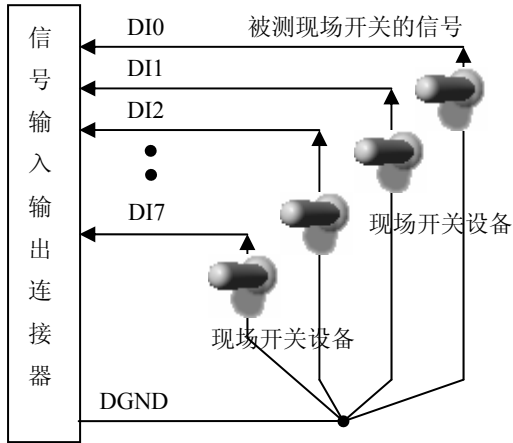 信号输入输出连接器
DI0 被测现场开关的信号
DI1
DI2
DI7
现场开关设备
现场开关设备
DGND